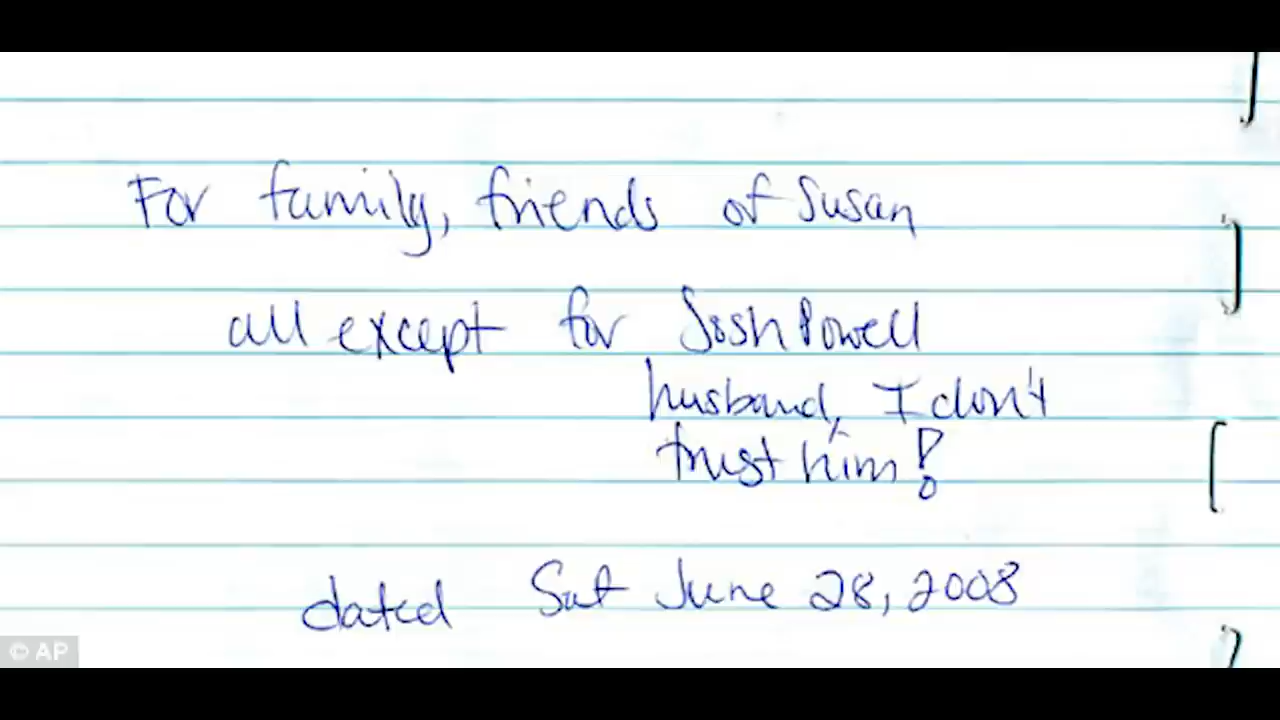 For family, friends of Susan
all except for Josh Powell
husband, I don't
trust him!
dated Sat June 28, 2008
© AP